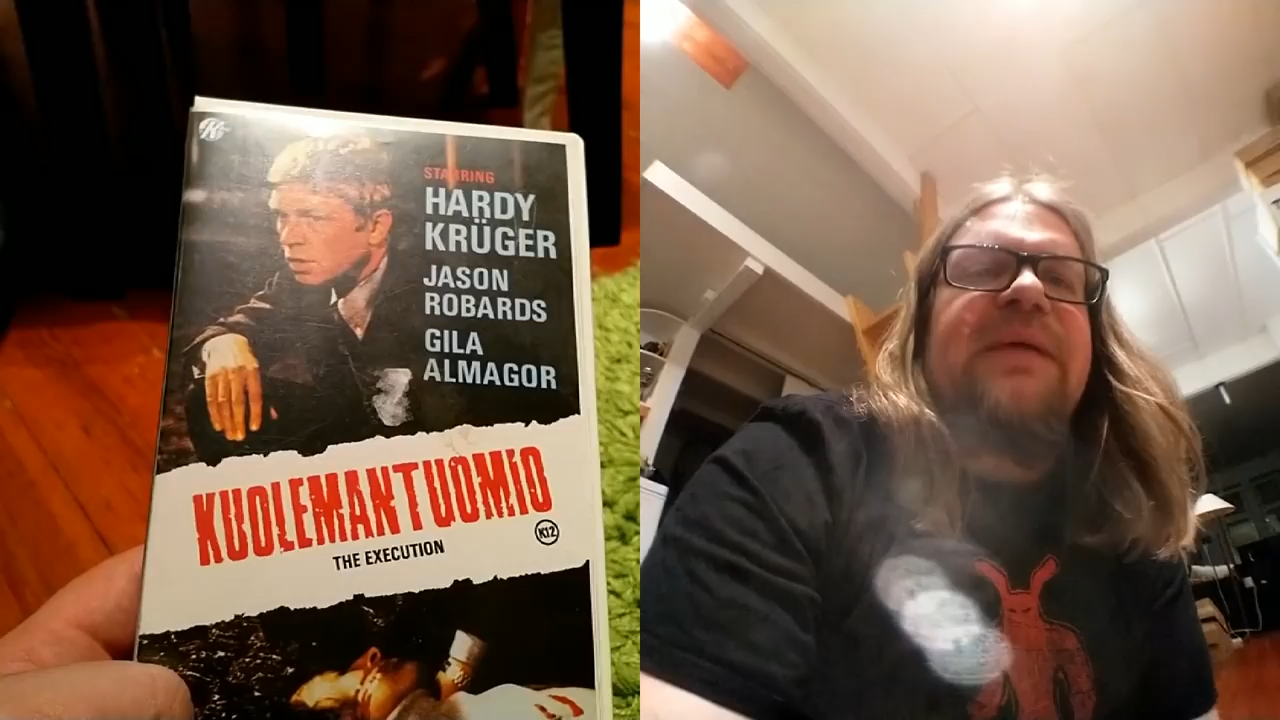 STARRING
HARDY
KRÜGER
JASON
ROBARDS
GILA
ALMAGOR
KUOLEMANTUOMIO
K12
THE EXECUTION